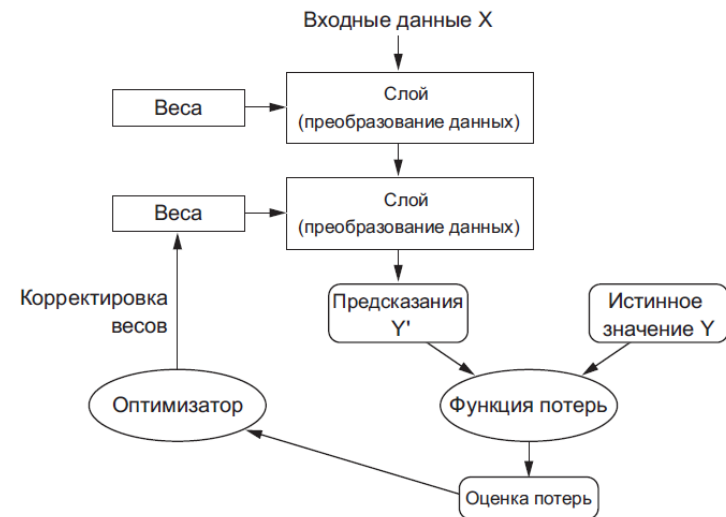 Входные данные X
Веса
Слой
(преобразование данных)
Веса
Слой
(преобразование данных)
Корректировка
весов
Предсказания
Y'
Истинное
значение Y
Оптимизатор
Функция потерь
Оценка потерь